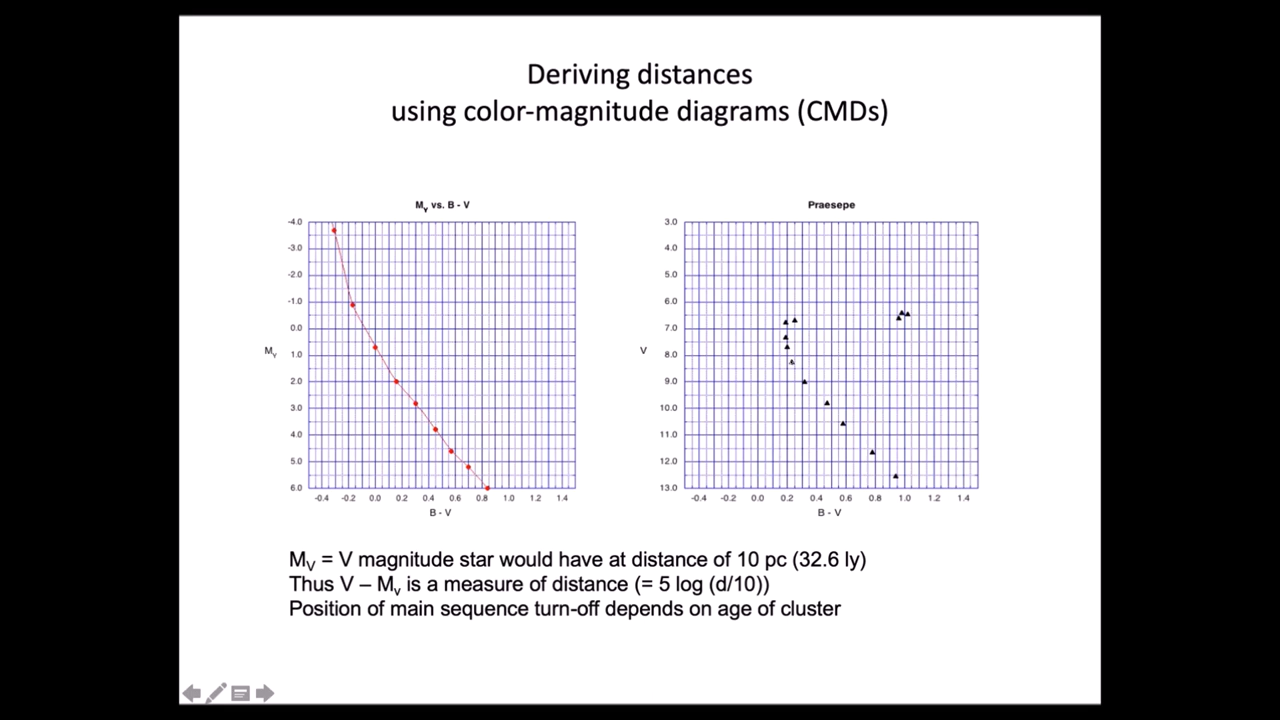 Deriving distances
using color-magnitude diagrams (CMDs)
Mv vs. B - V
-4.0
-3.0
-2.0
-1.0
0.0
1.0
2.0
3.0
4.0
5.0
6.0
Mv
-0.4 -0.2 0.0 0.2 0.4 0.6 0.8 1.0 1.2 1.4
B - V
Praesepe
3.0
4.0
5.0
6.0
7.0
8.0
9.0
10.0
11.0
12.0
13.0
V
-0.4 -0.2 0.0 0.2 0.4 0.6 0.8 1.0 1.2 1.4
B - V
MV = V magnitude star would have at distance of 10 pc (32.6 ly)
Thus V – Mv is a measure of distance (= 5 log (d/10))
Position of main sequence turn-off depends on age of cluster